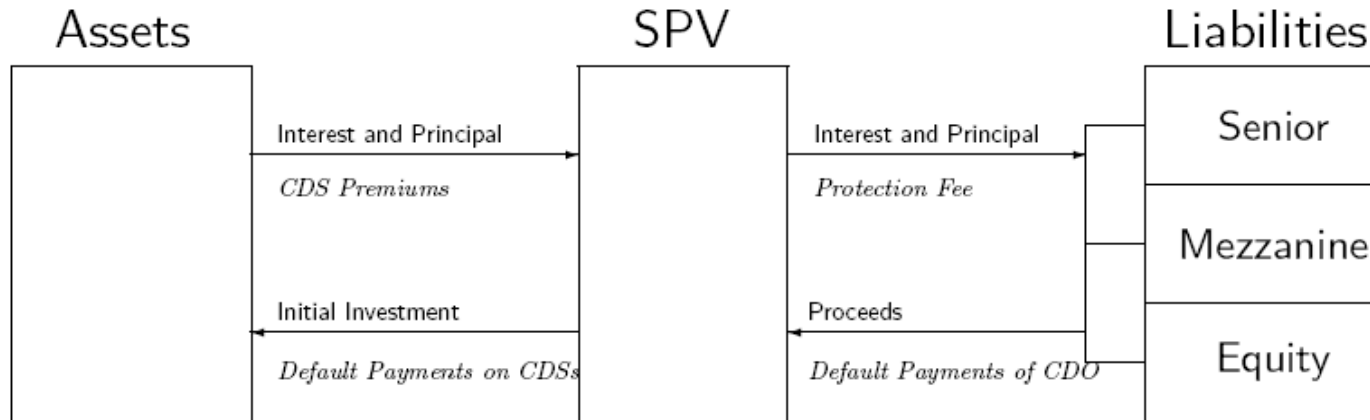 Assets SPV Liabilities
Interest and Principal Interest and Principal Senior
CDS Premiums Protection Fee
Mezzanine
Initial Investment Proceeds
Default Payments on CDSs Default Payments of CDO Equity